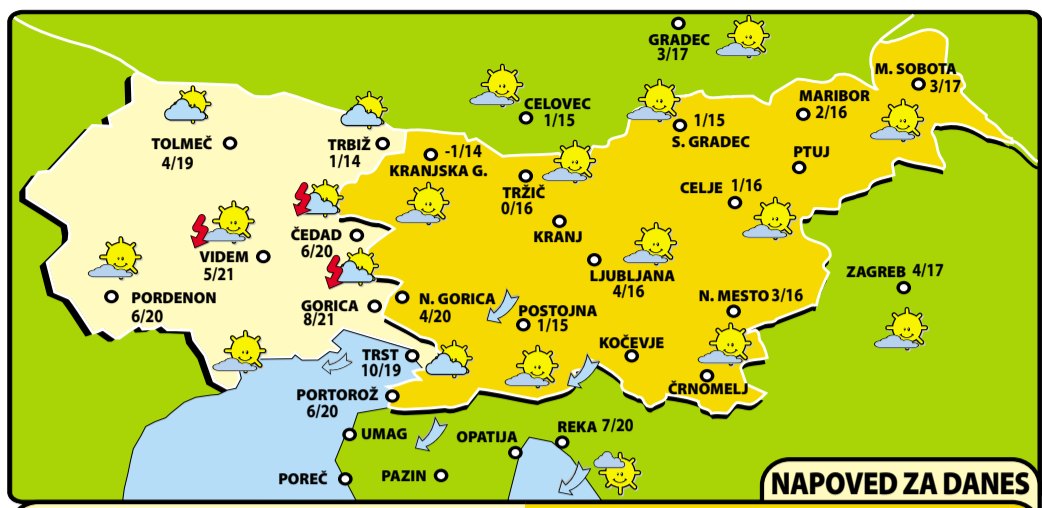 GRADEC
3/17
M. SOBOTA
3/17
MARIBOR
2/16
CELOVEC
1/15
1/15
S. GRADEC
TOLMEČ
4/19
TRBIŽ
1/14
-1/14
KRANJSKA G.
PTUJ
TRŽIČ
0/16
CELJE 1/16
KRANJ
ČEDAD
6/20
VIDEM
5/21
LJUBLJANA
4/16
ZAGREB 4/17
PORDENON
6/20
GORICA
8/21
N. GORICA
4/20
POSTOJNA
1/15
N. MESTO 3/16
KOČEVJE
TRST
10/19
ČRNOMELJ
PORTOROŽ
6/20
UMAG
OPATIJA
REKA 7/20
POREČ
PAZIN
NAPOVED ZA DANES